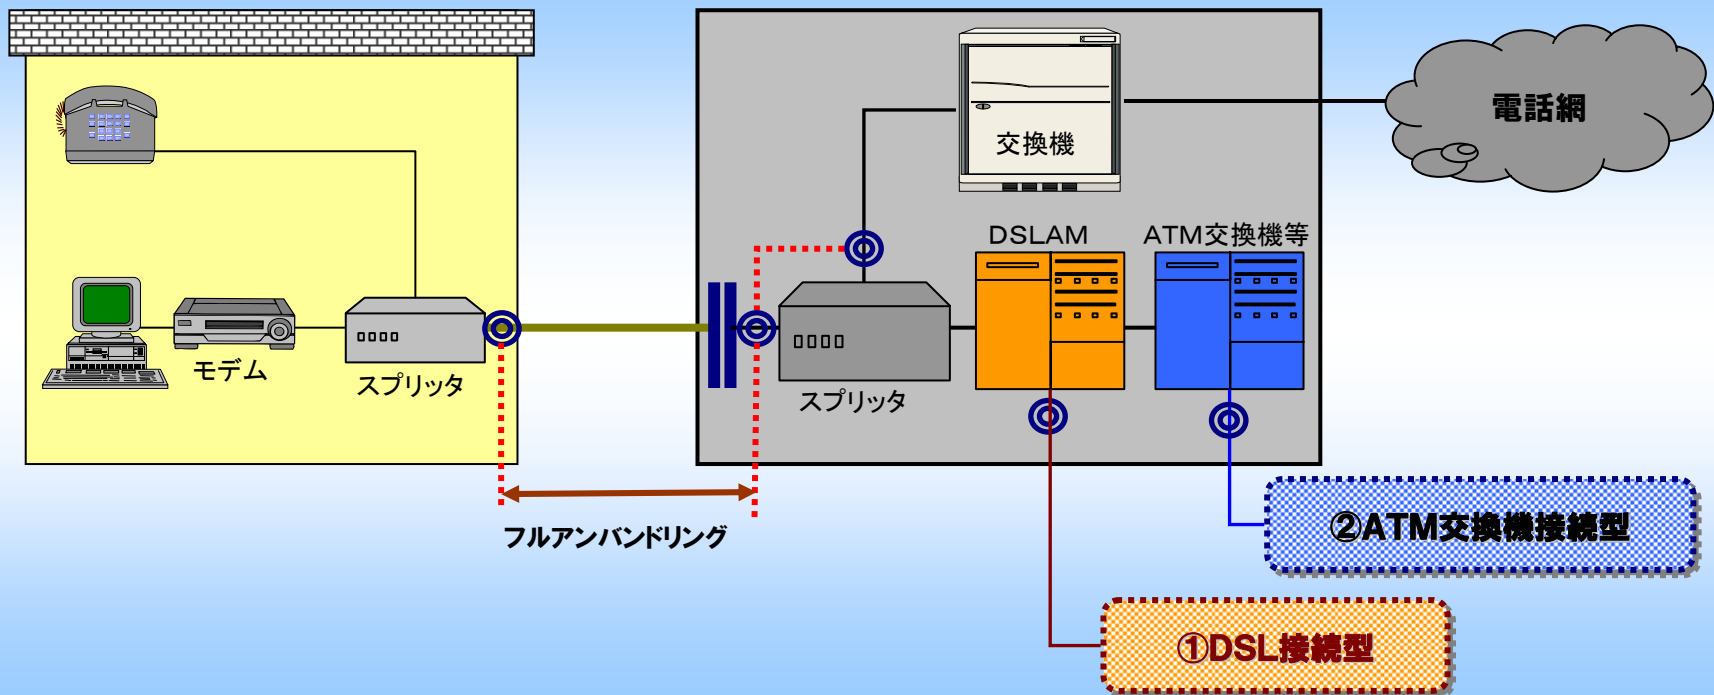 電話網
交換機
DSLAM
ATM交換機等
モデム
スプリッタ
スプリッタ
フルアンバンドリング
②ATM交換機接続型
①DSL接続型